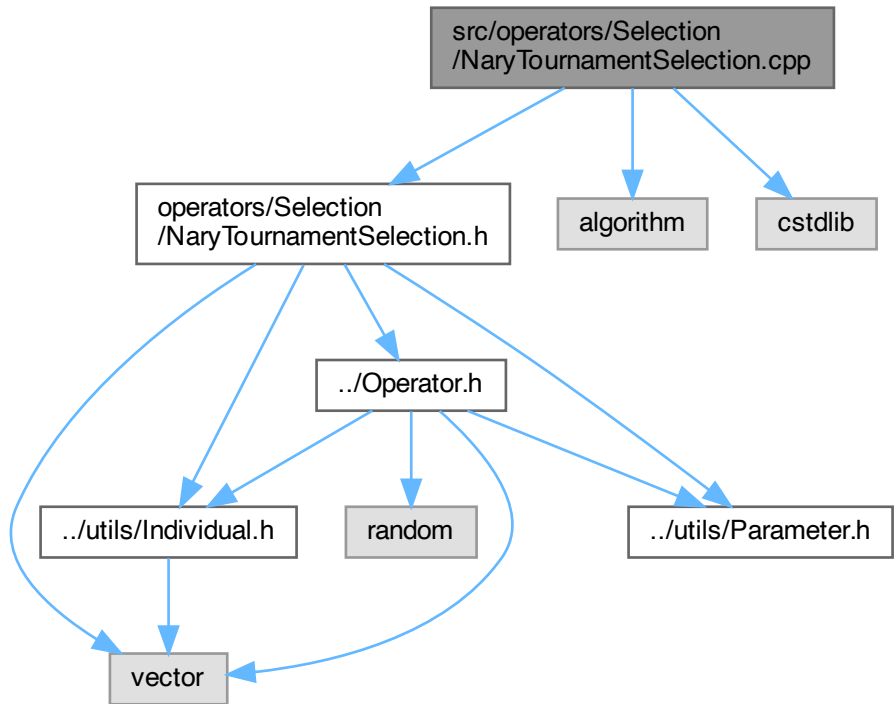 src/operators/Selection
/NaryTournamentSelection.cpp
operators/Selection
/NaryTournamentSelection.h
algorithm
cstdlib
../Operator.h
../utils/Individual.h
random
../utils/Parameter.h
vector